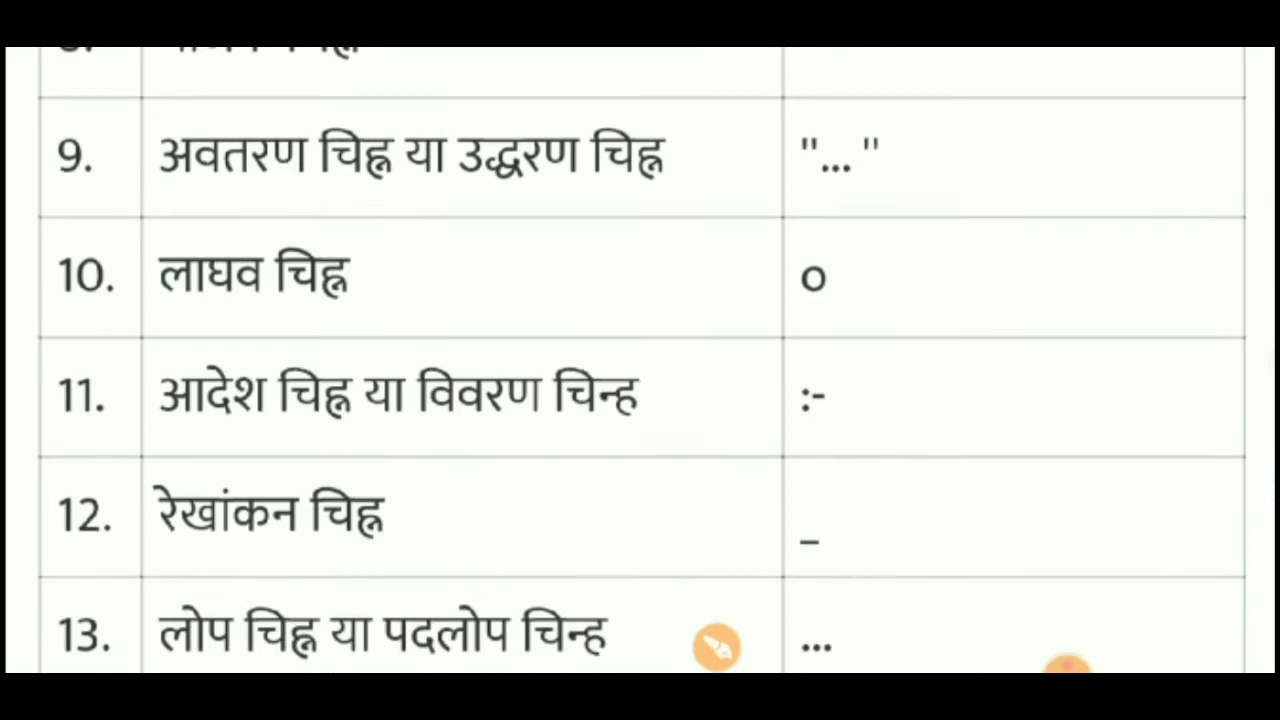 9. अवतरण चिह्न या उद्धरण चिह्न "... "
10. लाघव चिह्न o
11. आदेश चिह्न या विवरण चिन्ह :-
12. रेखांकन चिह्न _
13. लोप चिह्न या पदलोप चिन्ह ...